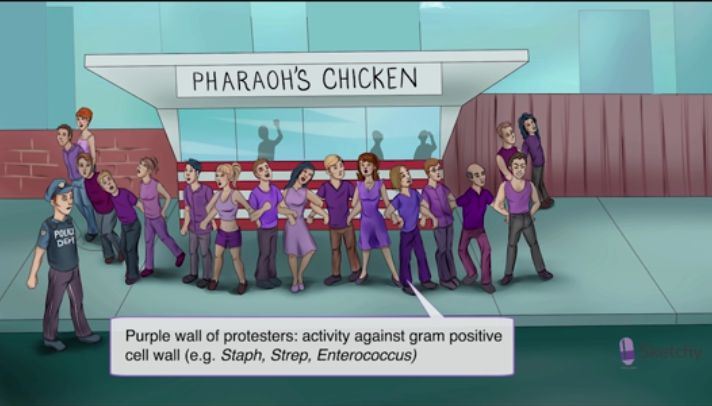 PHARAOH'S CHICKEN
POLICE
DEPT
Purple wall of protesters: activity against gram positive
cell wall (e.g. Staph, Strep, Enterococcus)
Sketchy